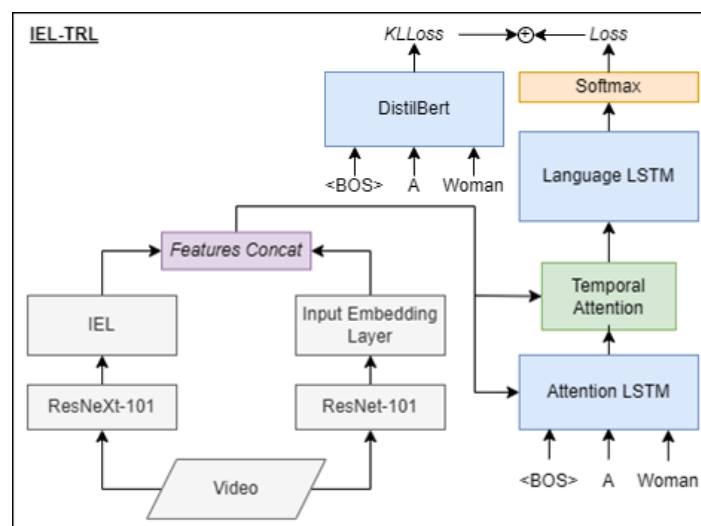 IEL-TRL
KLLoss
Loss
Softmax
DistilBert
Language LSTM
<BOS>
A
Woman
Features Concat
Temporal
Attention
IEL
Input Embedding
Layer
ResNeXt-101
ResNet-101
Attention LSTM
Video
<BOS>
A
Woman